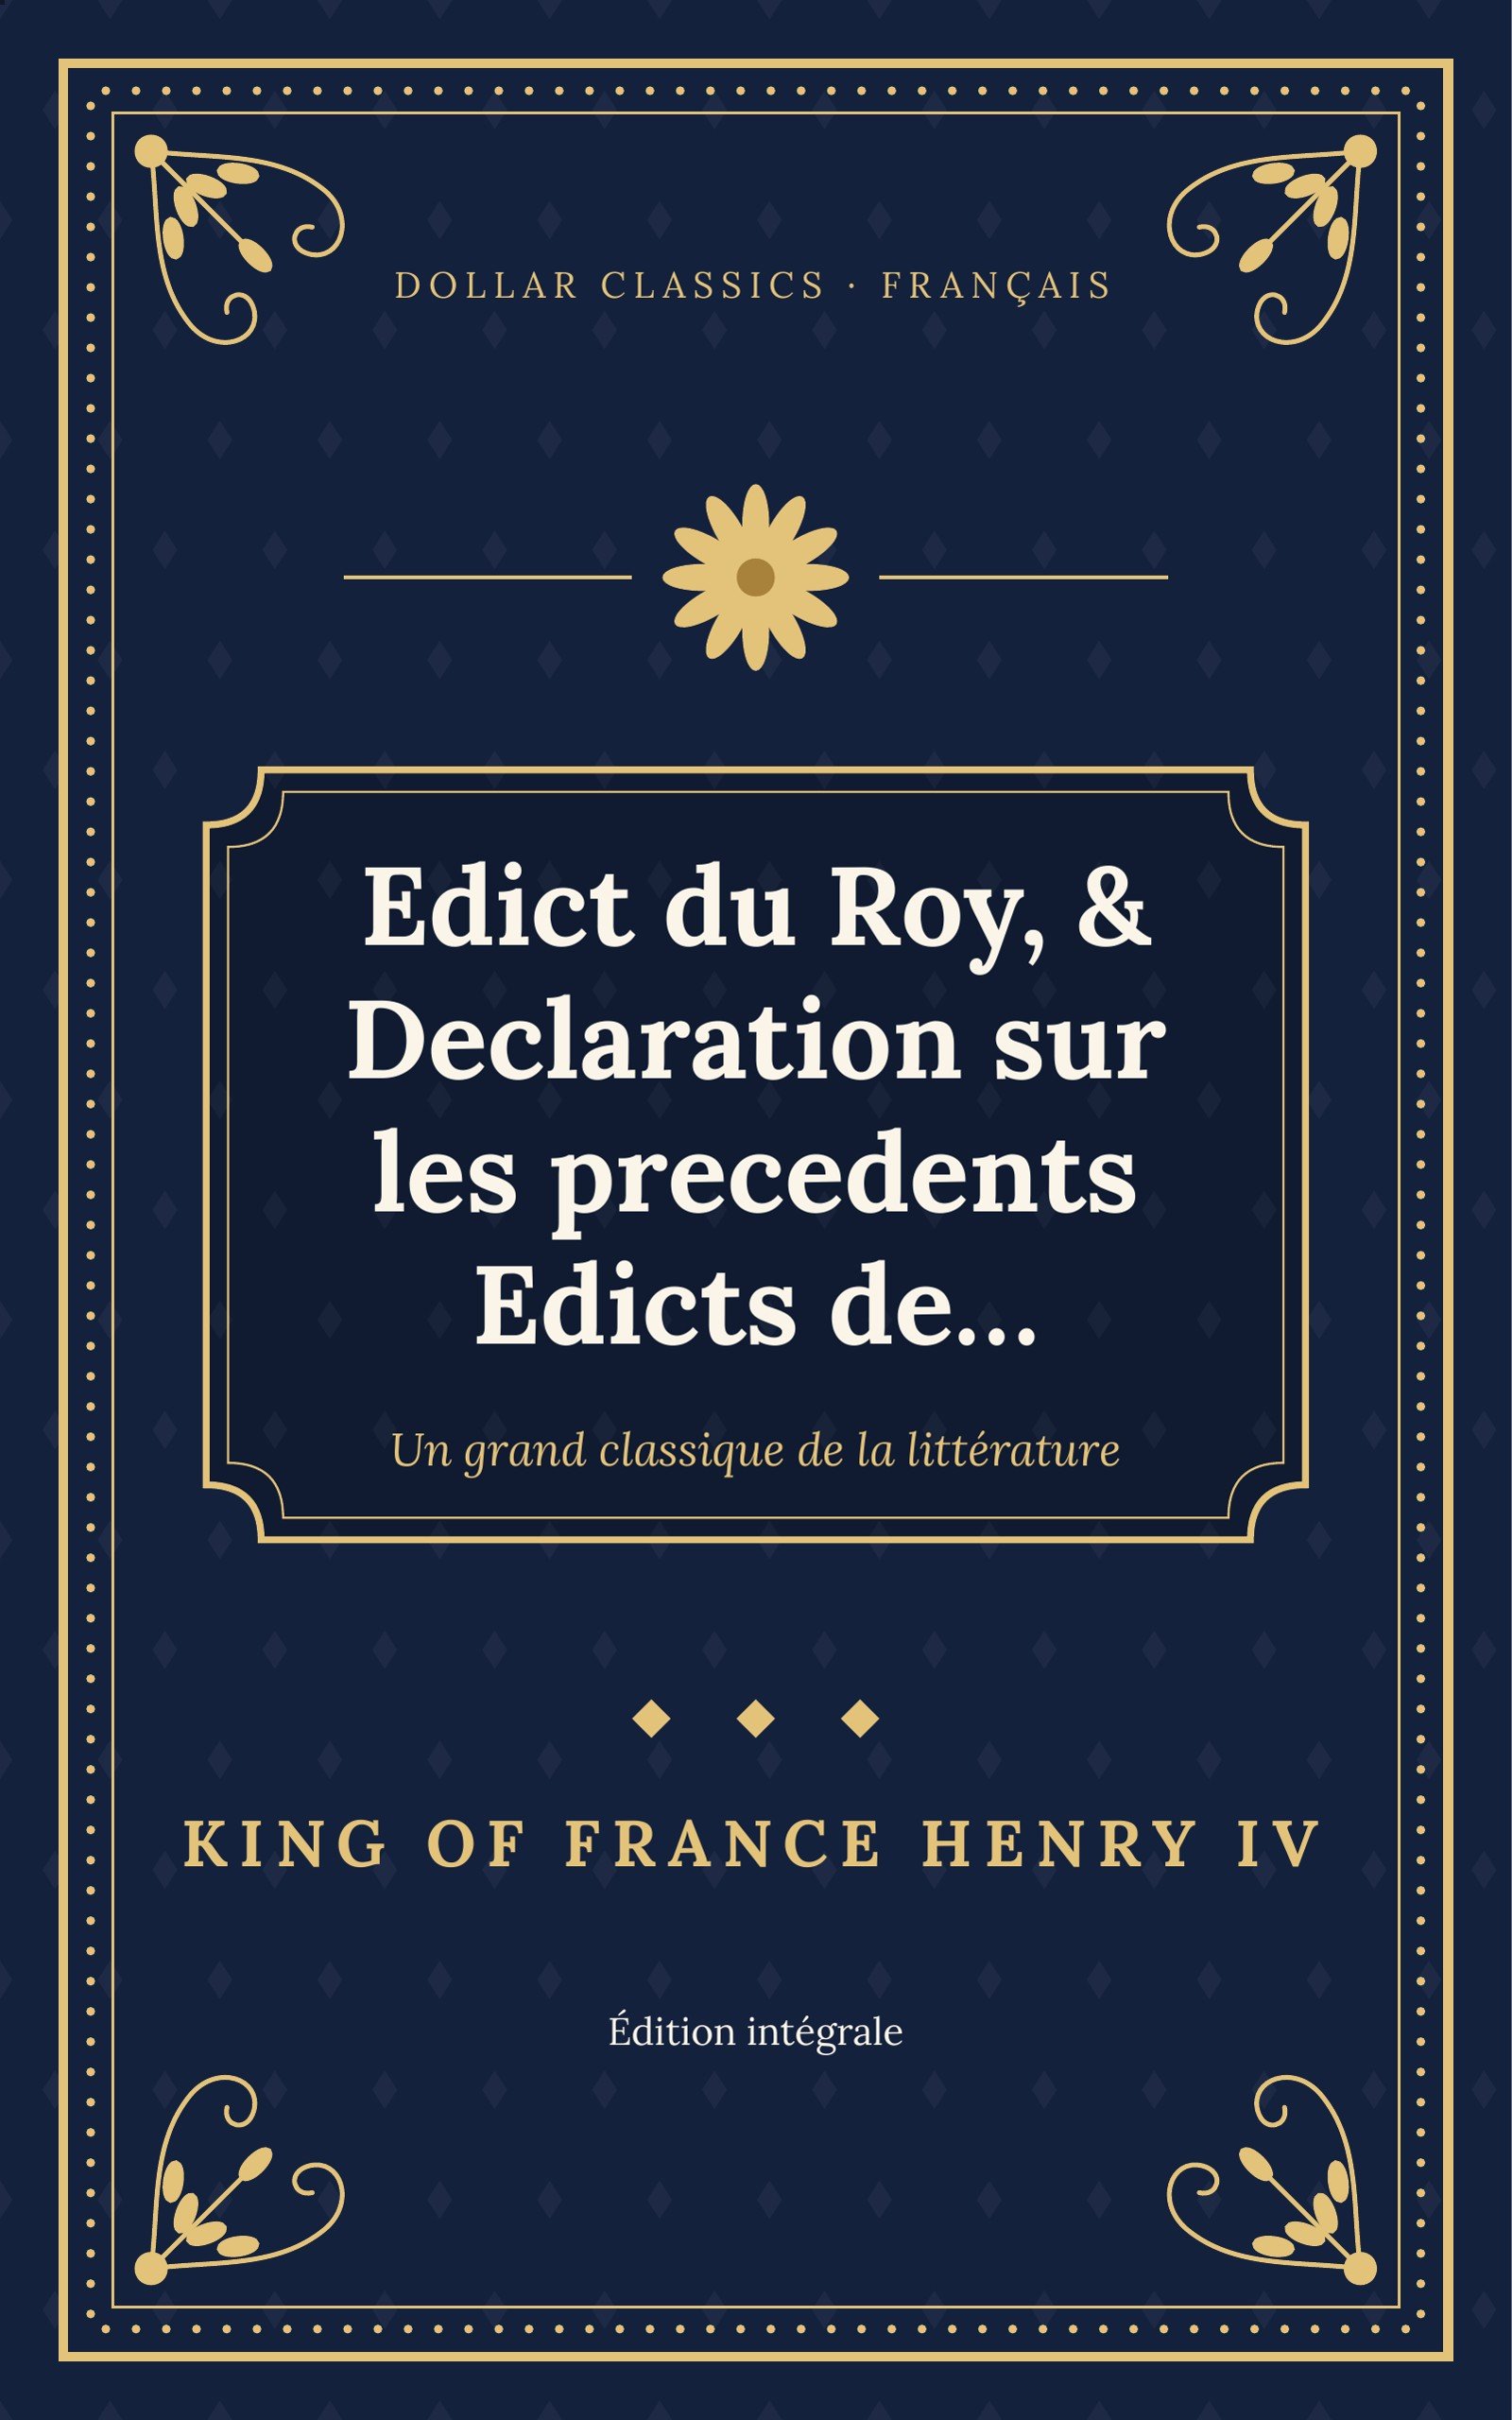 DOLLAR CLASSICS · FRANÇAIS
Edict du Roy, &
Declaration sur
les precedents
Edicts de...
Un grand classique de la littérature
KING OF FRANCE HENRY IV
Édition intégrale